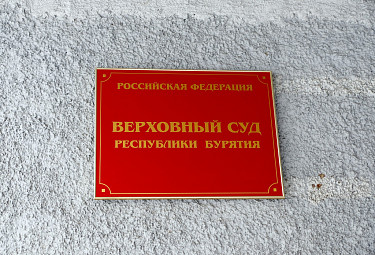 РОССИЙСКАЯ ФЕДЕРАЦИЯ
ВЕРХОВНЫЙ СУД
РЕСПУБЛИКИ БУРЯТИЯ